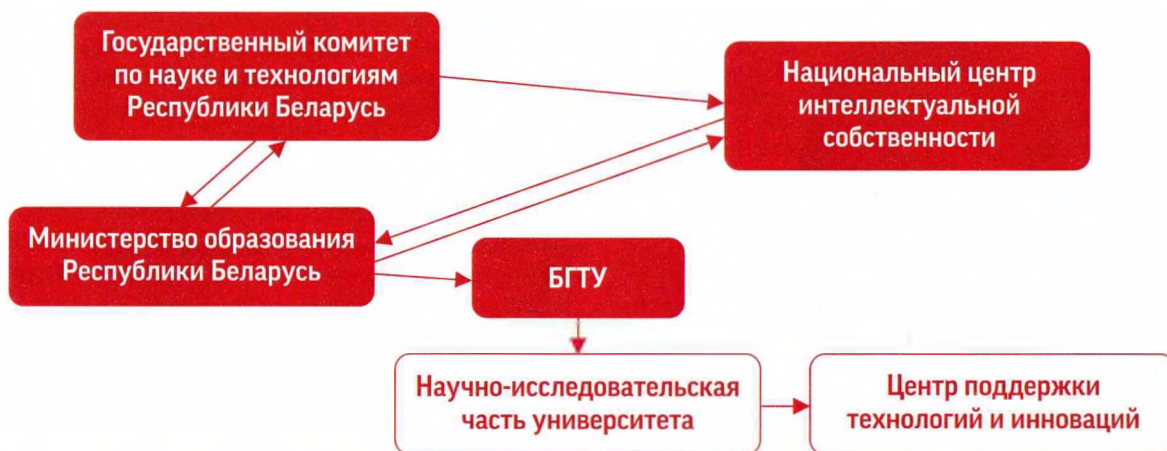 Государственный комитет
по науке и технологиям
Республики Беларусь
Национальный центр
интеллектуальной
собственности
Министерство образования
Республики Беларусь
БГТУ
Научно-исследовательская
часть университета
Центр поддержки
технологий и инноваций